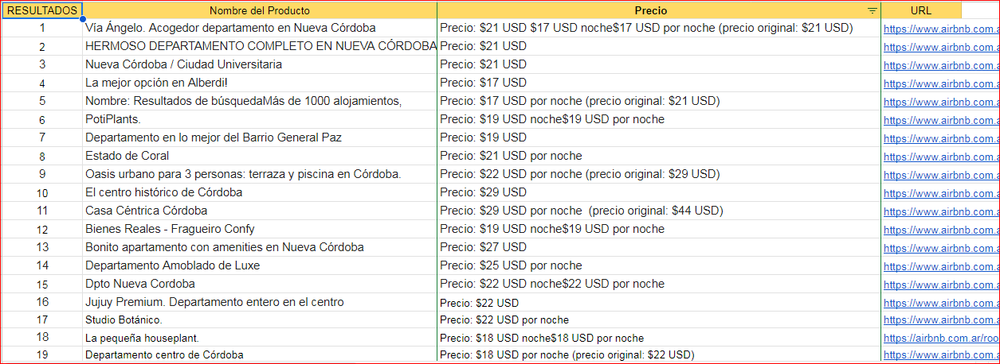 RESULTADOS Nombre del Producto Precio URL
1 Vía Ángelo. Acogedor departamento en Nueva Córdoba Precio: $21 USD $17 USD noche$17 USD por noche (precio original: $21 USD) https://www.airbnb.com.a
2 HERMOSO DEPARTAMENTO COMPLETO EN NUEVA CÓRDOBA Precio: $21 USD https://www.airbnb.com.a
3 Nueva Córdoba / Ciudad Universitaria Precio: $21 USD https://www.airbnb.com.a
4 La mejor opción en Alberdi! Precio: $17 USD https://www.airbnb.com.a
5 Nombre: Resultados de búsquedaMás de 1000 alojamientos, Precio: $17 USD por noche (precio original: $21 USD) https://www.airbnb.com.a
6 PotiPlants. Precio: $19 USD noche$19 USD por noche https://www.airbnb.com.a
7 Departamento en lo mejor del Barrio General Paz Precio: $19 USD https://www.airbnb.com.a
8 Estado de Coral Precio: $21 USD por noche https://www.airbnb.com.a
9 Oasis urbano para 3 personas: terraza y piscina en Córdoba. Precio: $22 USD por noche (precio original: $29 USD) https://www.airbnb.com.a
10 El centro histórico de Córdoba Precio: $29 USD https://www.airbnb.com.a
11 Casa Céntrica Córdoba Precio: $29 USD por noche (precio original: $44 USD) https://www.airbnb.com.a
12 Bienes Reales - Fragueiro Confy Precio: $19 USD noche$19 USD por noche https://www.airbnb.com.a
13 Bonito apartamento con amenities en Nueva Córdoba Precio: $27 USD https://www.airbnb.com.a
14 Departamento Amoblado de Luxe Precio: $25 USD por noche https://www.airbnb.com.a
15 Dpto Nueva Cordoba Precio: $22 USD noche$22 USD por noche https://www.airbnb.com.a
16 Jujuy Premium. Departamento entero en el centro Precio: $22 USD https://www.airbnb.com.a
17 Studio Botánico. Precio: $22 USD por noche https://www.airbnb.com.a
18 La pequeña houseplant. Precio: $18 USD noche$18 USD por noche https://airbnb.com.ar/roo
19 Departamento centro de Córdoba Precio: $18 USD por noche (precio original: $22 USD) https://www.airbnb.com.a